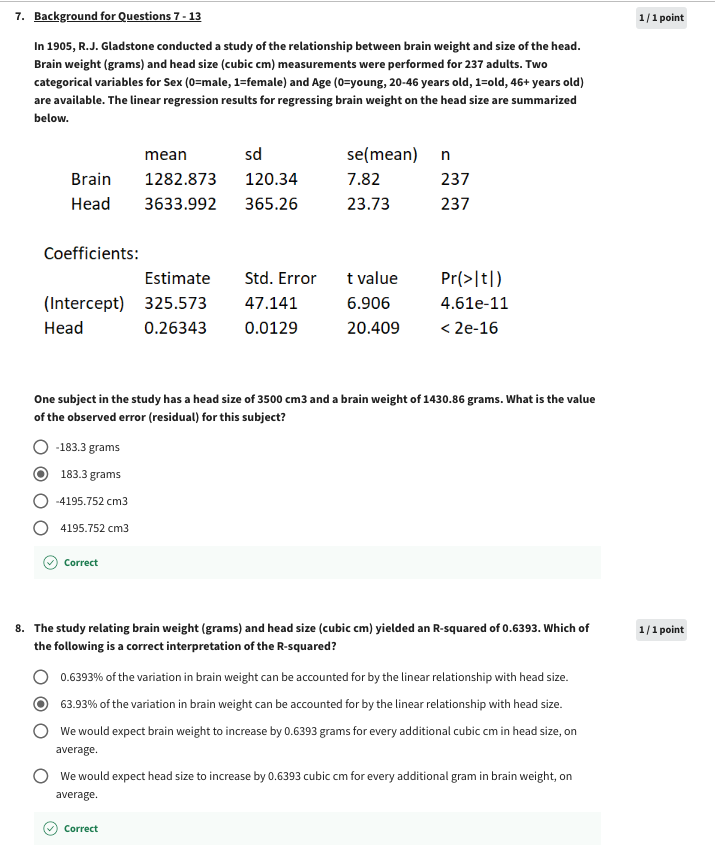 7. Background for Questions 7 - 13
1 / 1 point
In 1905, R.J. Gladstone conducted a study of the relationship between brain weight and size of the head.
Brain weight (grams) and head size (cubic cm) measurements were performed for 237 adults. Two
categorical variables for Sex (0=male, 1=female) and Age (0=young, 20-46 years old, 1=old, 46+ years old)
are available. The linear regression results for regressing brain weight on the head size are summarized
below.
mean sd se(mean) n
Brain 1282.873 120.34 7.82 237
Head 3633.992 365.26 23.73 237
Coefficients:
Estimate Std. Error t value Pr(>|t|)
(Intercept) 325.573 47.141 6.906 4.61e-11
Head 0.26343 0.0129 20.409 < 2e-16
One subject in the study has a head size of 3500 cm3 and a brain weight of 1430.86 grams. What is the value
of the observed error (residual) for this subject?
-183.3 grams
183.3 grams
-4195.752 cm3
4195.752 cm3
Correct
8. The study relating brain weight (grams) and head size (cubic cm) yielded an R-squared of 0.6393. Which of
1 / 1 point
the following is a correct interpretation of the R-squared?
0.6393% of the variation in brain weight can be accounted for by the linear relationship with head size.
63.93% of the variation in brain weight can be accounted for by the linear relationship with head size.
We would expect brain weight to increase by 0.6393 grams for every additional cubic cm in head size, on
average.
We would expect head size to increase by 0.6393 cubic cm for every additional gram in brain weight, on
average.
Correct